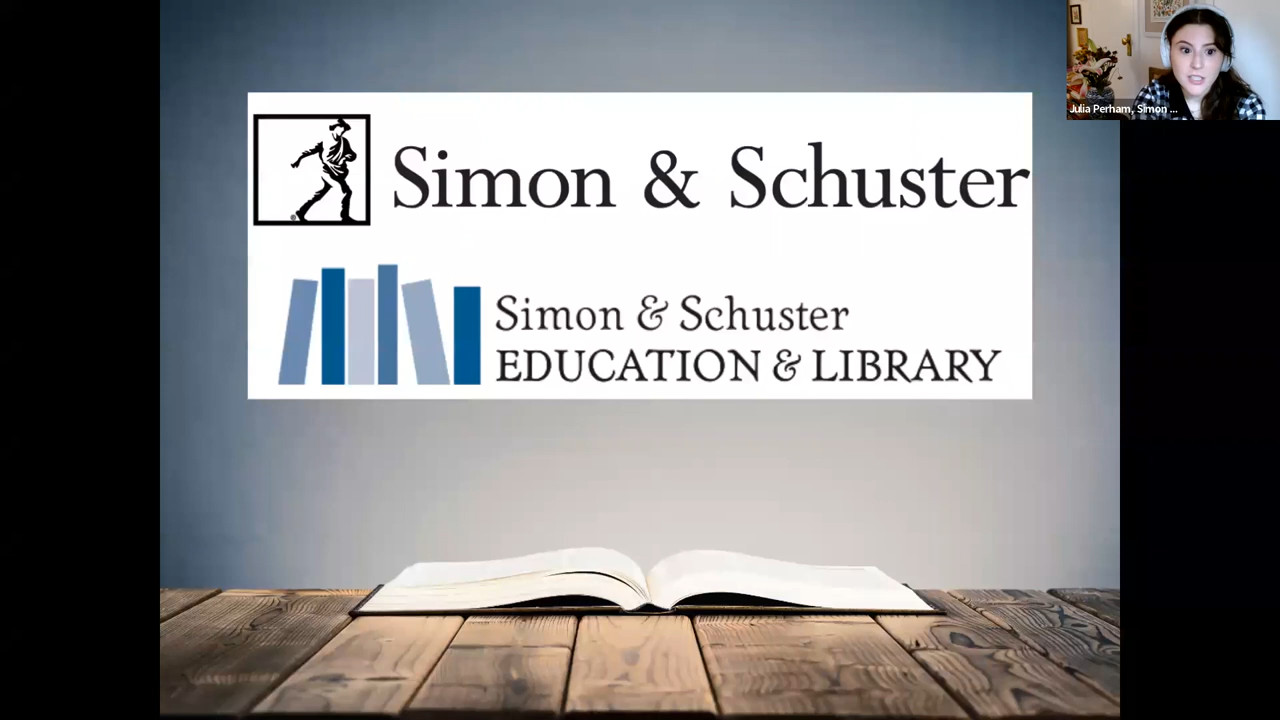 Simon & Schuster
Simon & Schuster
EDUCATION & LIBRARY
Julia Perham, Simon ...